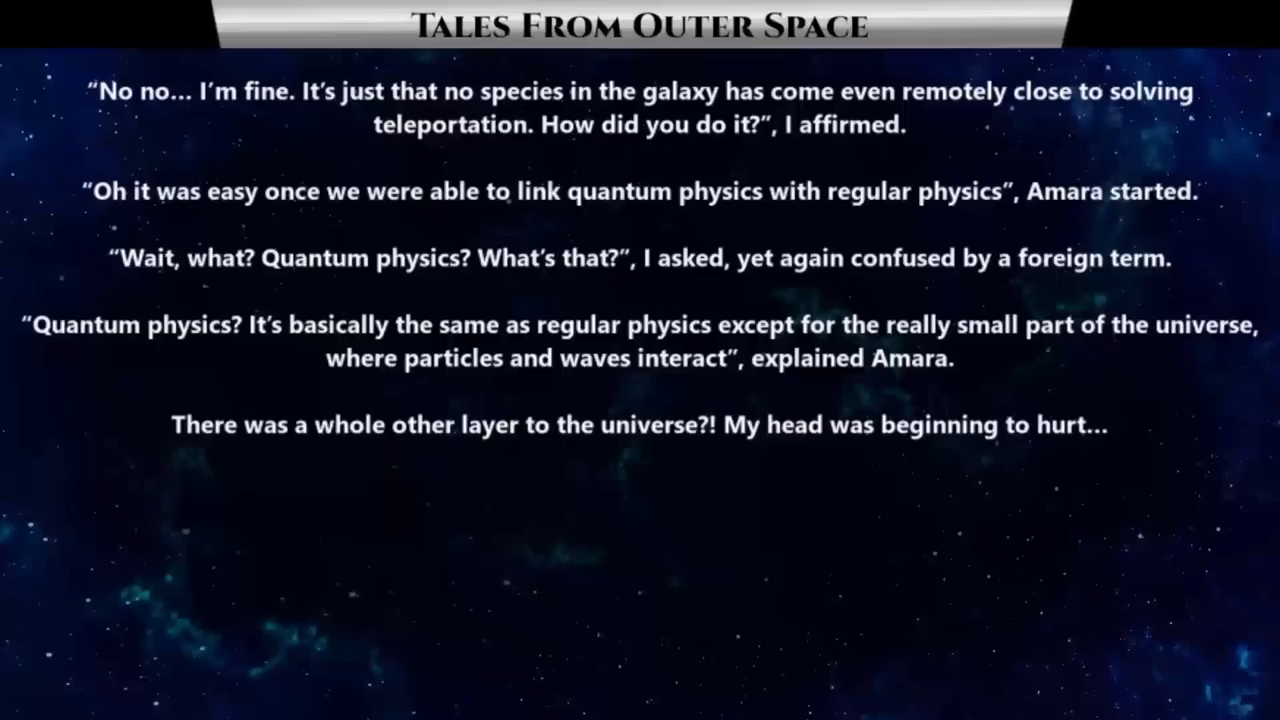 Tales From Outer Space
“No no... I’m fine. It’s just that no species in the galaxy has come even remotely close to solving
teleportation. How did you do it?”, I affirmed.
“Oh it was easy once we were able to link quantum physics with regular physics”, Amara started.
“Wait, what? Quantum physics? What’s that?”, I asked, yet again confused by a foreign term.
“Quantum physics? It’s basically the same as regular physics except for the really small part of the universe,
where particles and waves interact”, explained Amara.
There was a whole other layer to the universe?! My head was beginning to hurt...